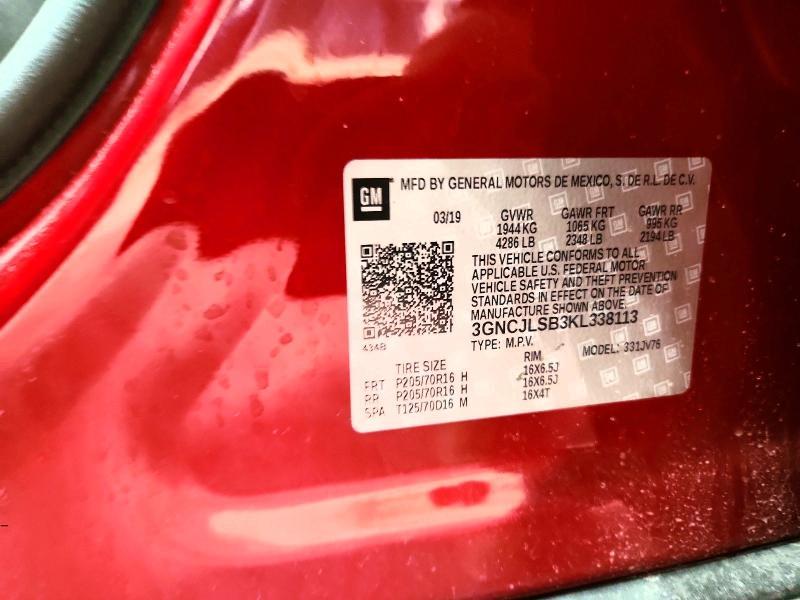 GM MFD BY GENERAL MOTORS DE MEXICO, S. DE R.L. DE C.V.
03/19 GVWR GAWR FRT GAWR RR
1944 KG 1065 KG 995 KG
4286 LB 2348 LB 2194 LB
THIS VEHICLE CONFORMS TO ALL
APPLICABLE U.S. FEDERAL MOTOR
VEHICLE SAFETY AND THEFT PREVENTION
STANDARDS IN EFFECT ON THE DATE OF
MANUFACTURE SHOWN ABOVE.
3GNCJLSB3KL338113
434B TYPE: M.P.V. MODEL: 331JV76
TIRE SIZE RIM
FRT P205/70R16 H 16X6.5J
RR P205/70R16 H 16X6.5J
SPA T125/70D16 M 16X4T